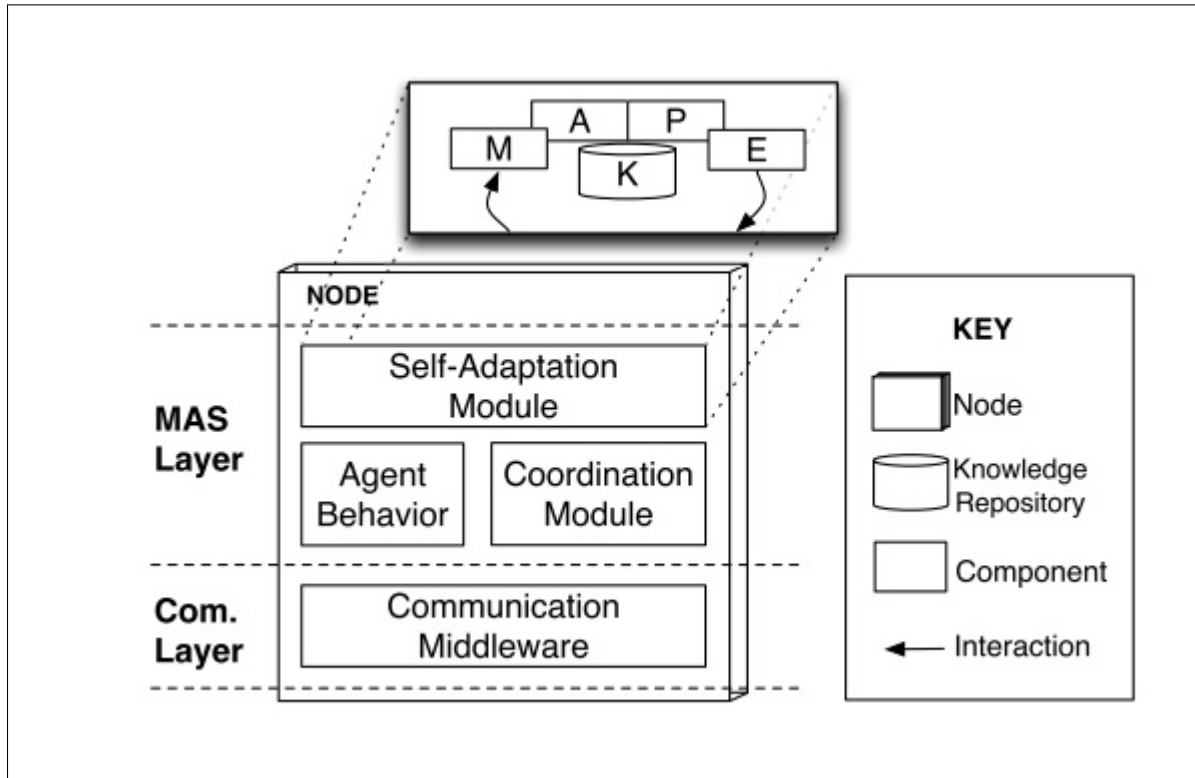 A
P
M
E
K
NODE
Self-Adaptation
Module
MAS
Layer
Agent
Behavior
Coordination
Module
Com.
Layer
Communication
Middleware
KEY
Node
Knowledge
Repository
Component
Interaction